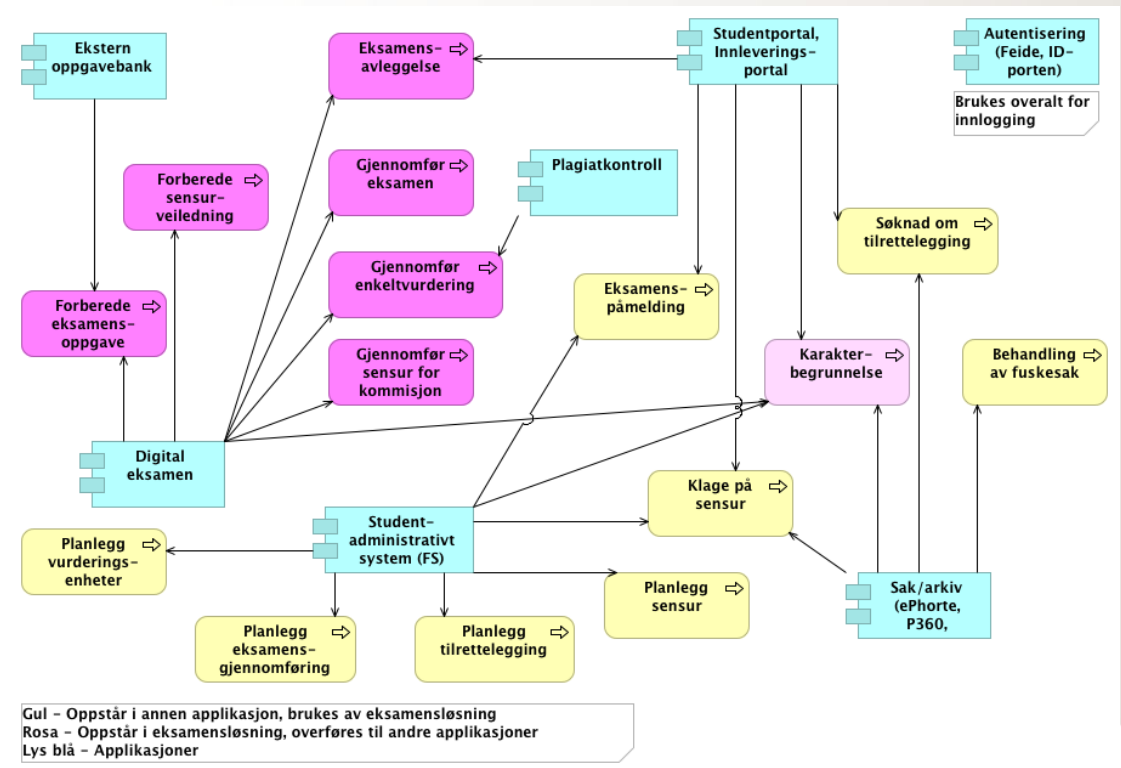 Ekstern
oppgavebank
Eksamens-
avleggelse
Studentportal,
Innleverings-
portal
Autentisering
(Feide, ID-
porten)
Brukes overalt for
innlogging
Forberede
sensur-
veiledning
Gjennomfør
eksamen
Plagiatkontroll
Søknad om
tilrettelegging
Gjennomfør
enkeltvurdering
Eksamens-
påmelding
Forberede
eksamens-
oppgave
Gjennomfør
sensur for
kommisjon
Karakter-
begrunnelse
Behandling
av fuskesak
Digital
eksamen
Klage på
sensur
Student-
administrativt
system (FS)
Planlegg
vurderings-
enheter
Planlegg
sensur
Sak/arkiv
(ePhorte,
P360,
Planlegg
eksamens-
gjennomføring
Planlegg
tilrettelegging
Gul - Oppstår i annen applikasjon, brukes av eksamensløsning
Rosa - Oppstår i eksamensløsning, overføres til andre applikasjoner
Lys blå - Applikasjoner